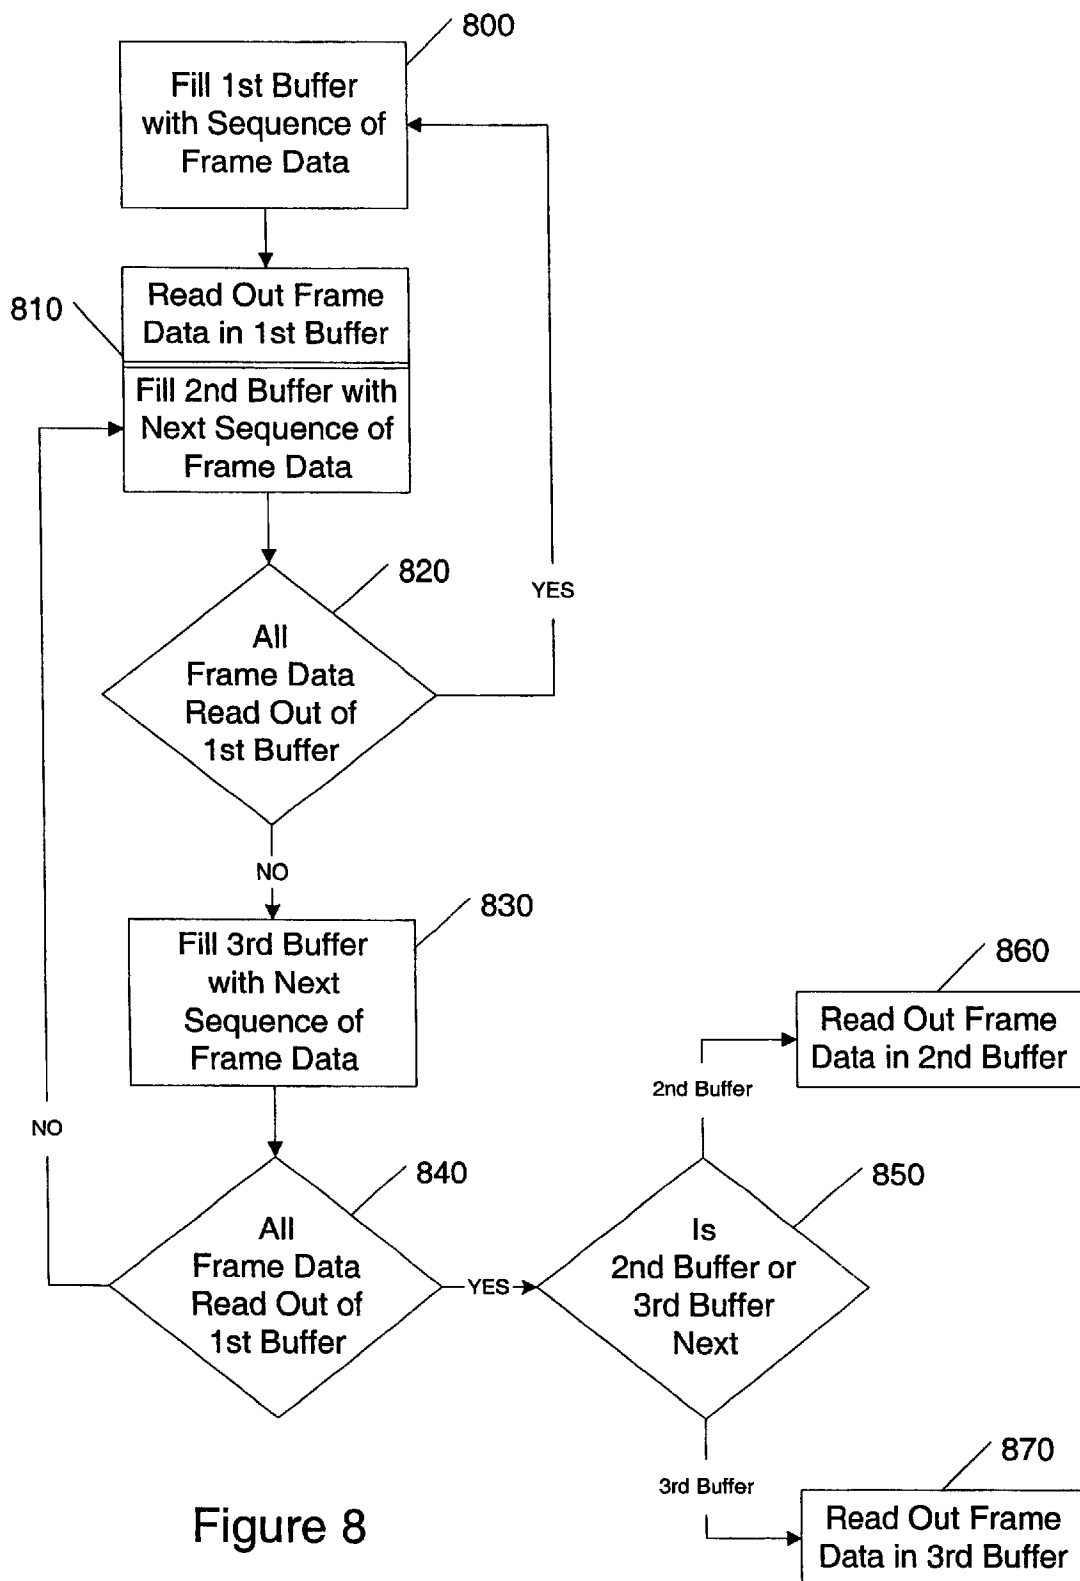 800
Fill 1st Buffer
with Sequence of
Frame Data
810
Read Out Frame
Data in 1st Buffer
Fill 2nd Buffer with
Next Sequence of
Frame Data
820
YES
All
Frame Data
Read Out of
1st Buffer
NO
830
Fill 3rd Buffer
with Next
Sequence of
Frame Data
860
Read Out Frame
Data in 2nd Buffer
2nd Buffer
NO
840
All
Frame Data
Read Out of
1st Buffer
YES
850
Is
2nd Buffer or
3rd Buffer
Next
3rd Buffer
870
Read Out Frame
Data in 3rd Buffer
Figure 8